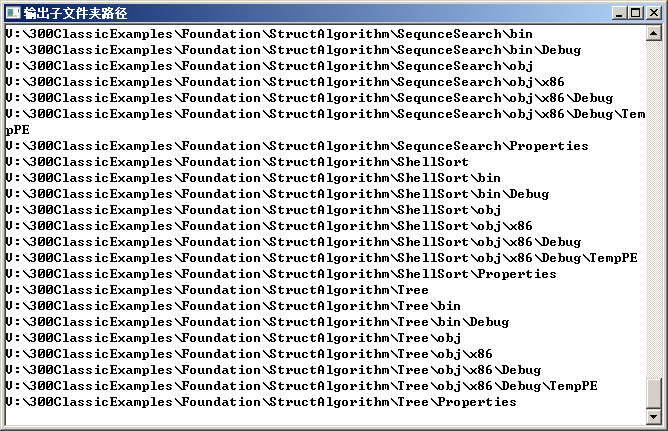 输出子文件夹路径
V:\300ClassicExamples\Foundation\StructAlgorithm\SequnceSearch\bin
V:\300ClassicExamples\Foundation\StructAlgorithm\SequnceSearch\bin\Debug
V:\300ClassicExamples\Foundation\StructAlgorithm\SequnceSearch\obj
V:\300ClassicExamples\Foundation\StructAlgorithm\SequnceSearch\obj\x86
V:\300ClassicExamples\Foundation\StructAlgorithm\SequnceSearch\obj\x86\Debug
V:\300ClassicExamples\Foundation\StructAlgorithm\SequnceSearch\obj\x86\Debug\Tem
pPE
V:\300ClassicExamples\Foundation\StructAlgorithm\SequnceSearch\Properties
V:\300ClassicExamples\Foundation\StructAlgorithm\ShellSort
V:\300ClassicExamples\Foundation\StructAlgorithm\ShellSort\bin
V:\300ClassicExamples\Foundation\StructAlgorithm\ShellSort\bin\Debug
V:\300ClassicExamples\Foundation\StructAlgorithm\ShellSort\obj
V:\300ClassicExamples\Foundation\StructAlgorithm\ShellSort\obj\x86
V:\300ClassicExamples\Foundation\StructAlgorithm\ShellSort\obj\x86\Debug
V:\300ClassicExamples\Foundation\StructAlgorithm\ShellSort\obj\x86\Debug\TempPE
V:\300ClassicExamples\Foundation\StructAlgorithm\ShellSort\Properties
V:\300ClassicExamples\Foundation\StructAlgorithm\Tree
V:\300ClassicExamples\Foundation\StructAlgorithm\Tree\bin
V:\300ClassicExamples\Foundation\StructAlgorithm\Tree\bin\Debug
V:\300ClassicExamples\Foundation\StructAlgorithm\Tree\obj
V:\300ClassicExamples\Foundation\StructAlgorithm\Tree\obj\x86
V:\300ClassicExamples\Foundation\StructAlgorithm\Tree\obj\x86\Debug
V:\300ClassicExamples\Foundation\StructAlgorithm\Tree\obj\x86\Debug\TempPE
V:\300ClassicExamples\Foundation\StructAlgorithm\Tree\Properties